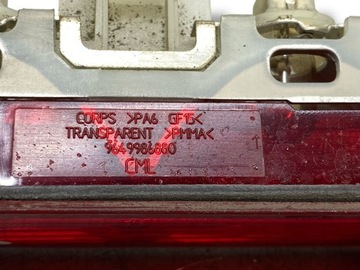 CORPS >PA6 GF15<
TRANSPARENT >PMMA<
9649986880
CML